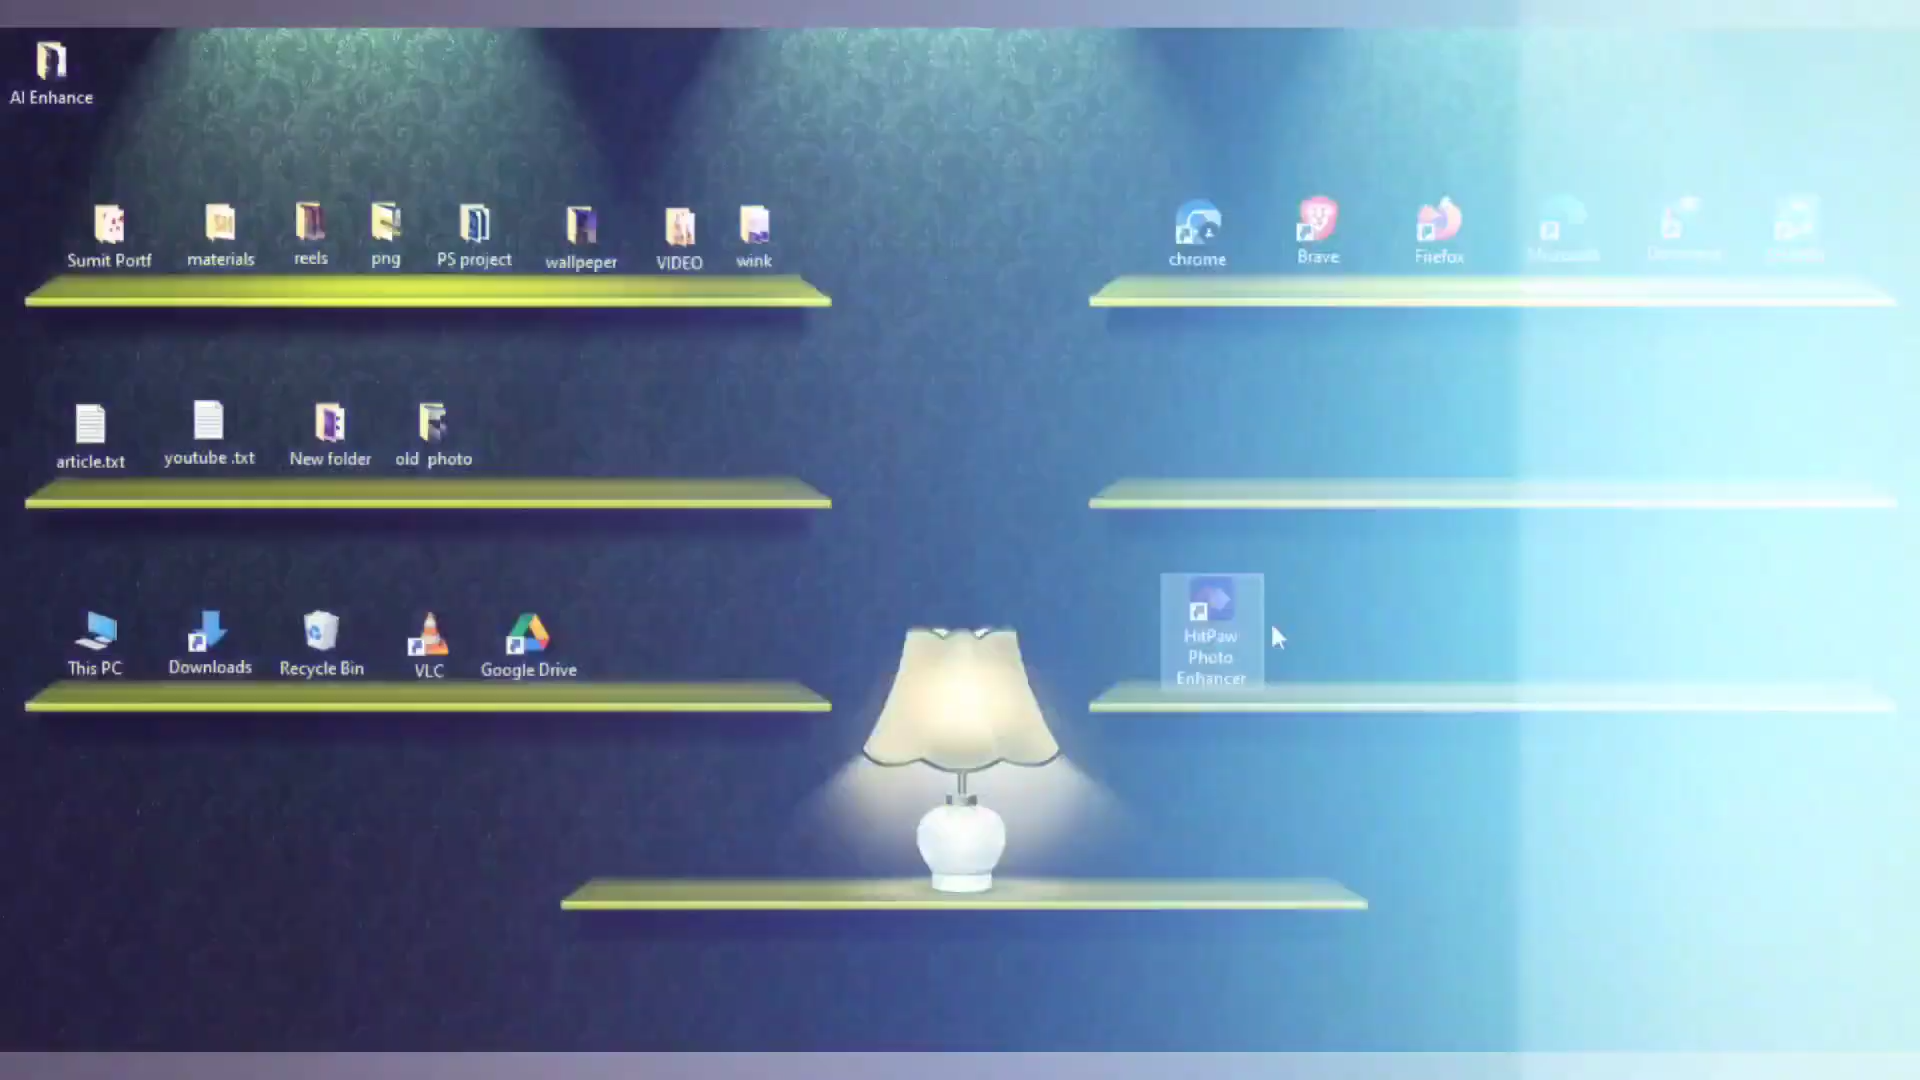 AI Enhance
Sumit Portf
materials
reels
png
PS project
wallpeper
VIDEO
wink
chrome
Brave
Firefox
article.txt
youtube .txt
New folder
old photo
This PC
Downloads
Recycle Bin
VLC
Google Drive
HitPaw
Photo
Enhancer